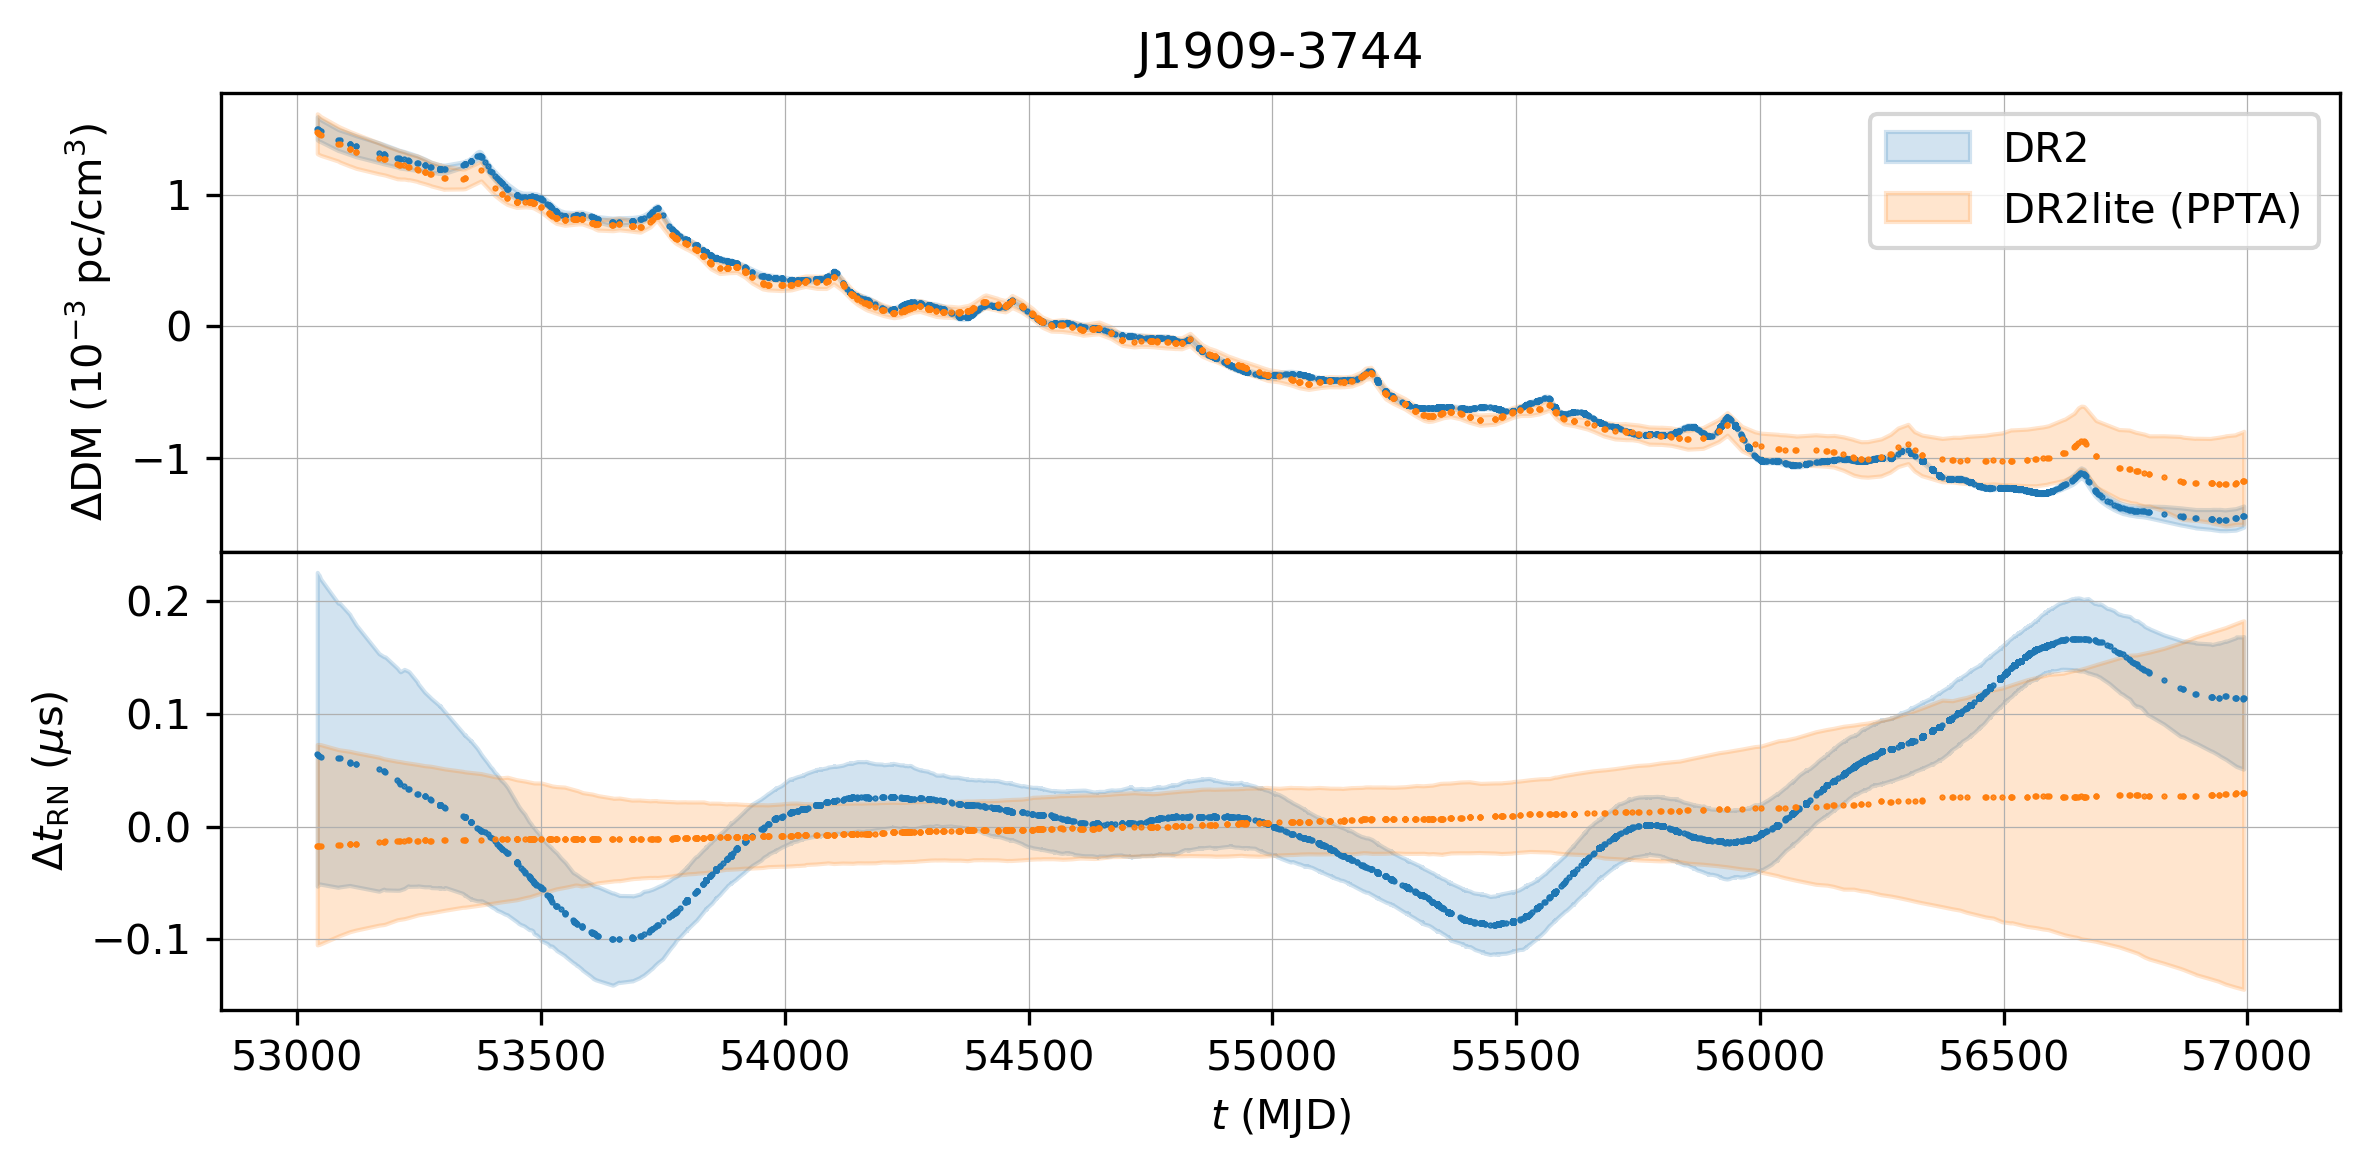 J1909-3744
ΔDM (10⁻³ pc/cm³)
1
0
−1
DR2
DR2lite (PPTA)
Δt_RN (μs)
0.2
0.1
0.0
−0.1
53000 53500 54000 54500 55000 55500 56000 56500 57000
t (MJD)